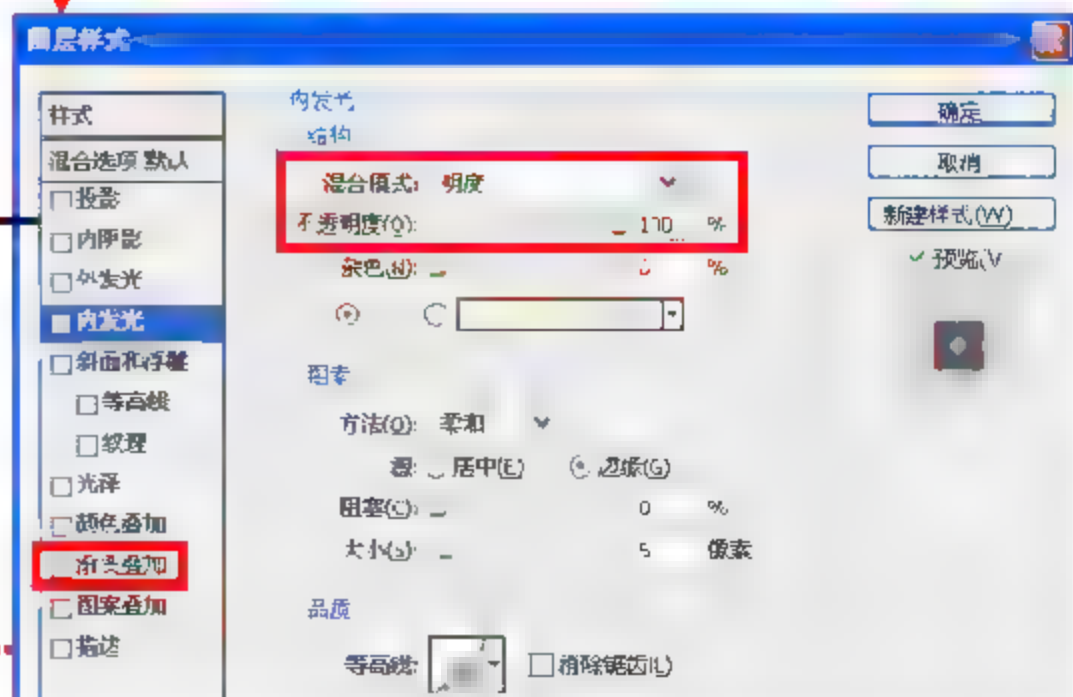 图层样式
样式
混合选项:默认
投影
内阴影
外发光
内发光
斜面和浮雕
等高线
纹理
光泽
颜色叠加
渐变叠加
图案叠加
描边
内发光
结构
混合模式: 明度
不透明度(O): 100 %
杂色(N): %
图素
方法(Q): 柔和
源: 居中(E) 边缘(G)
阻塞(C): 0 %
大小(S): 5 像素
品质
等高线: 消除锯齿(L)
确定
取消
新建样式(W)
预览(V